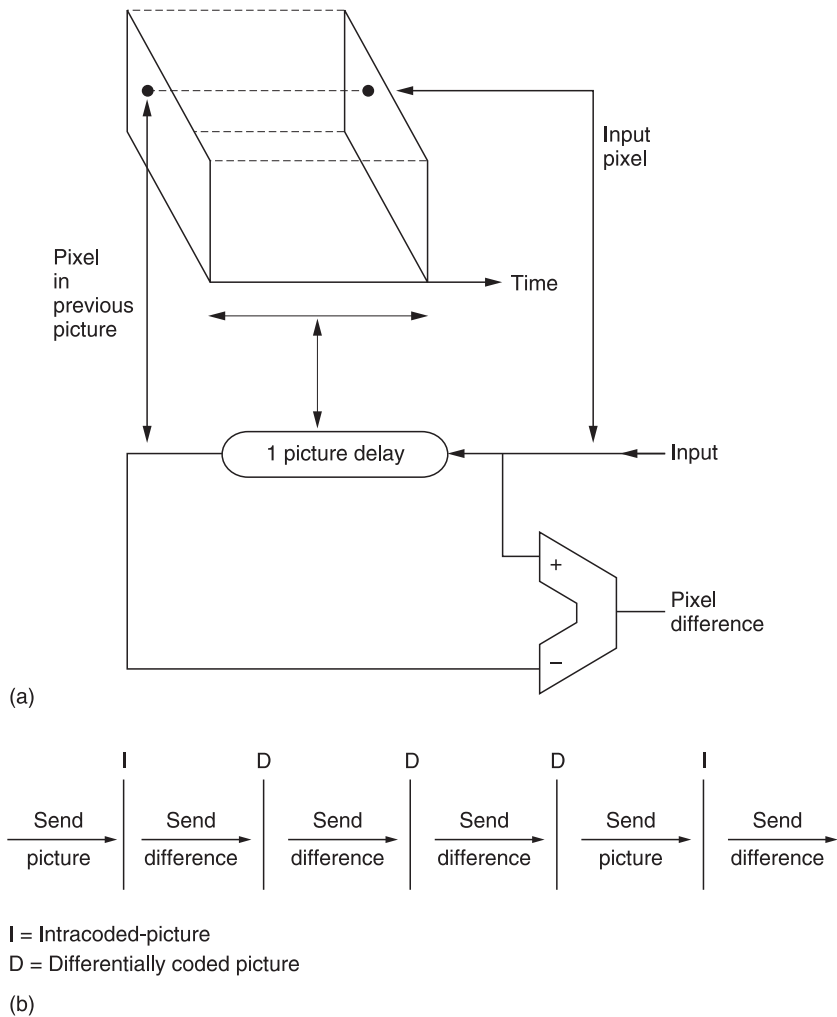 Input
pixel
Pixel
in
previous
picture
Time
1 picture delay
Input
+
Pixel
difference
−
(a)
I D D D I
Send Send Send Send Send Send
picture difference difference difference picture difference
I = Intracoded-picture
D = Differentially coded picture
(b)